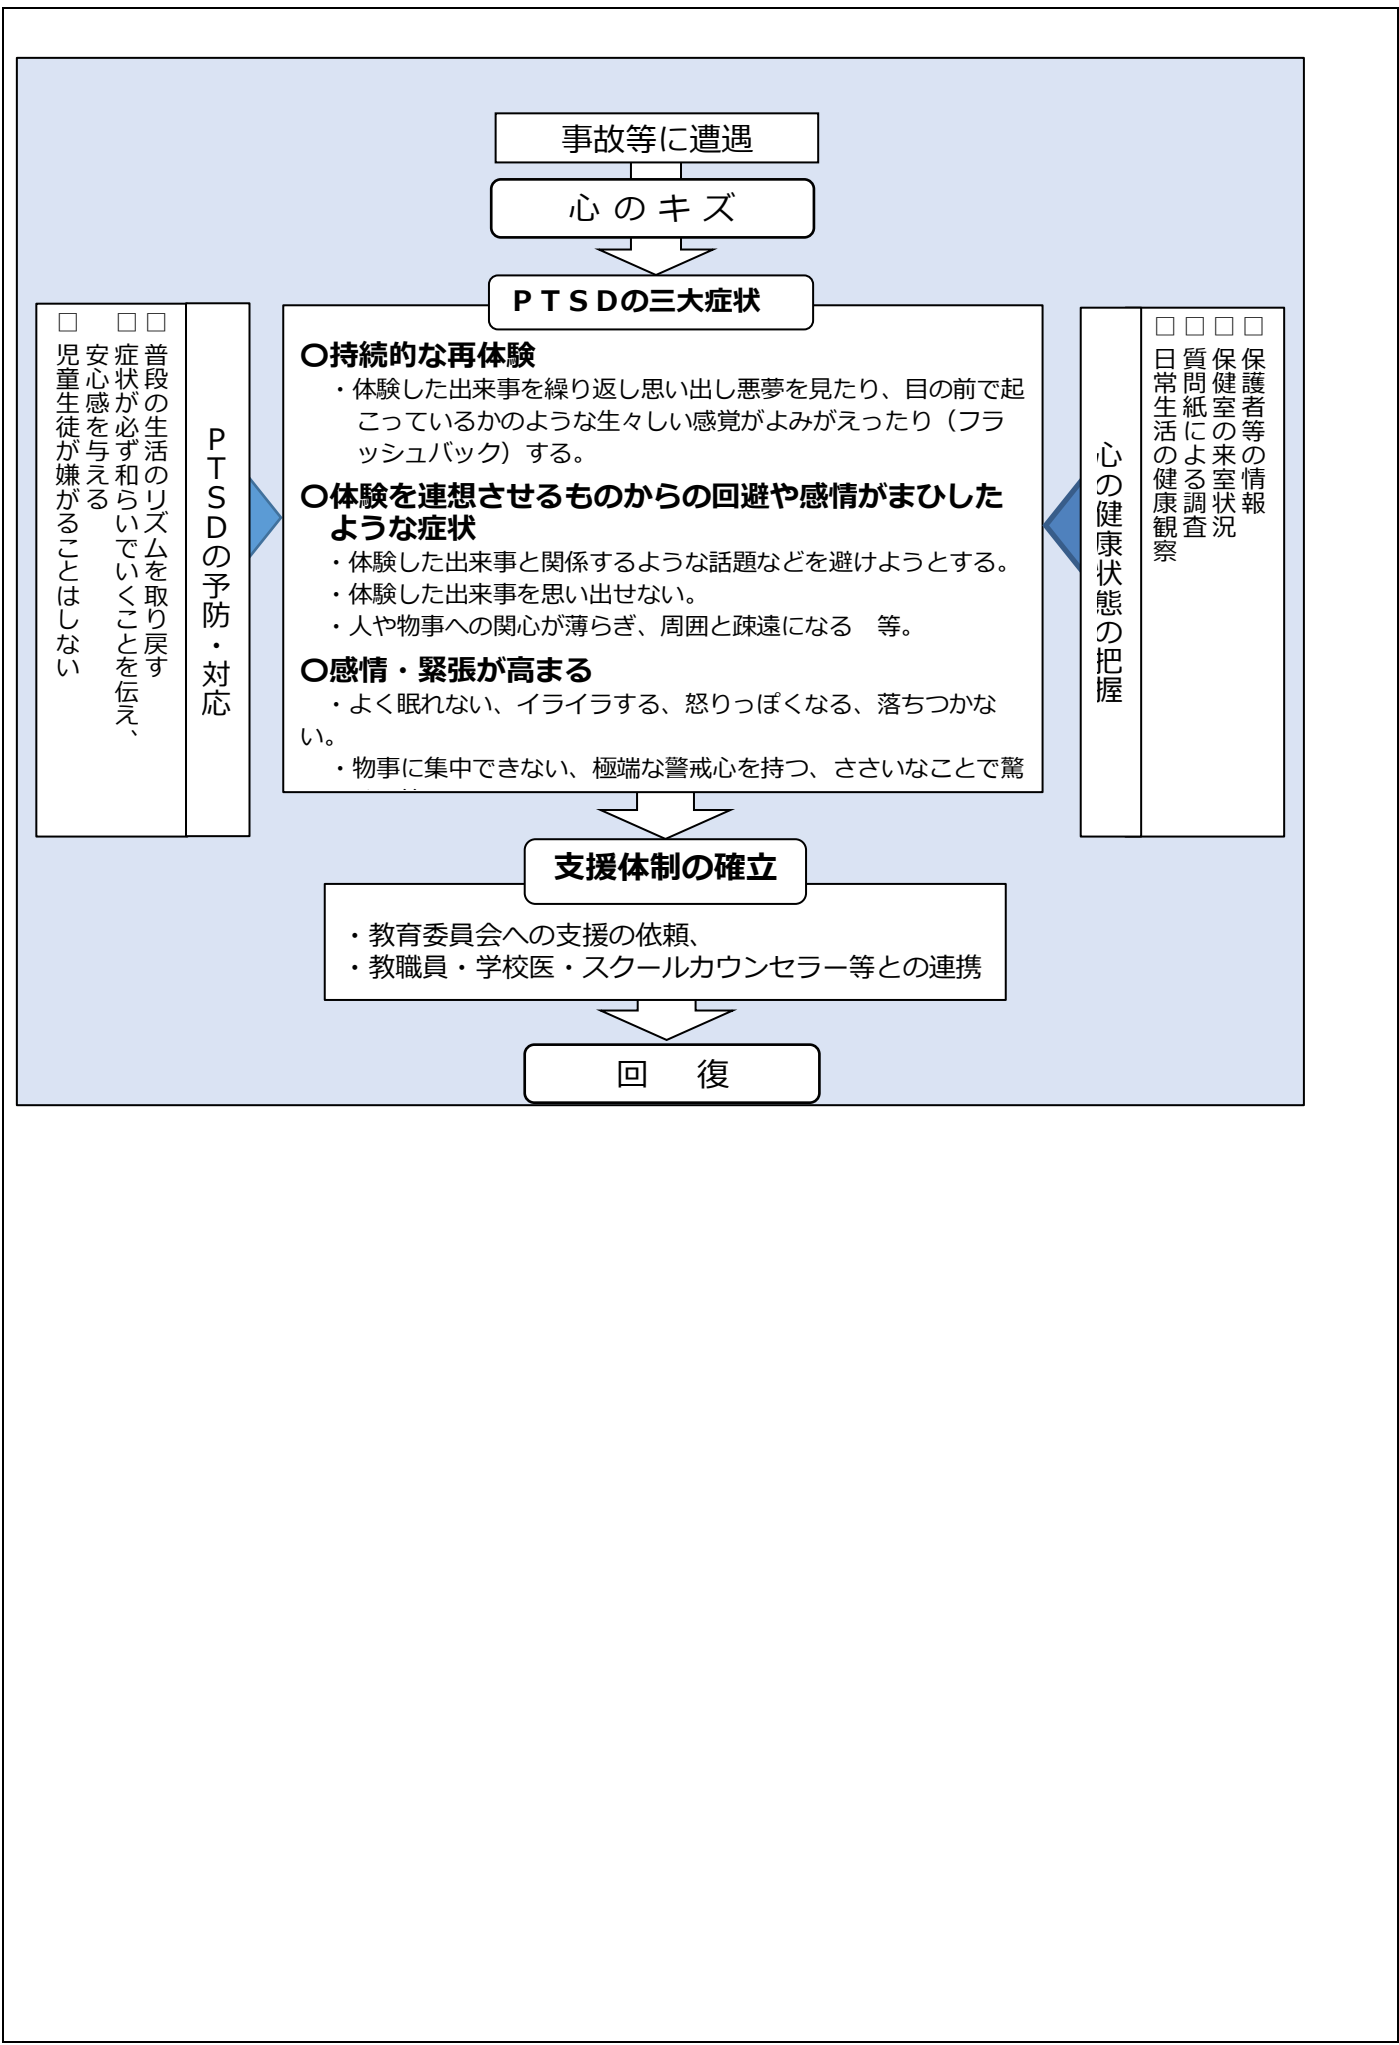 事故等に遭遇
心のキズ
ＰＴＳＤの三大症状
〇持続的な再体験
・体験した出来事を繰り返し思い出し悪夢を見たり、目の前で起
こっているかのような生々しい感覚がよみがえったり（フラ
ッシュバック）する。
〇体験を連想させるものからの回避や感情がまひした
ような症状
・体験した出来事と関係するような話題などを避けようとする。
・体験した出来事を思い出せない。
・人や物事への関心が薄らぎ、周囲と疎遠になる　等。
〇感情・緊張が高まる
・よく眠れない、イライラする、怒りっぽくなる、落ちつかな
い。
・物事に集中できない、極端な警戒心を持つ、ささいなことで驚
ＰＴＳＤの予防・対応
□普段の生活のリズムを取り戻す
□症状が必ず和らいでいくことを伝え、
安心感を与える
□児童生徒が嫌がることはしない
□保護者等の情報
□保健室の来室状況
□質問紙による調査
□日常生活の健康観察
心の健康状態の把握
支援体制の確立
・教育委員会への支援の依頼、
・教職員・学校医・スクールカウンセラー等との連携
回　復